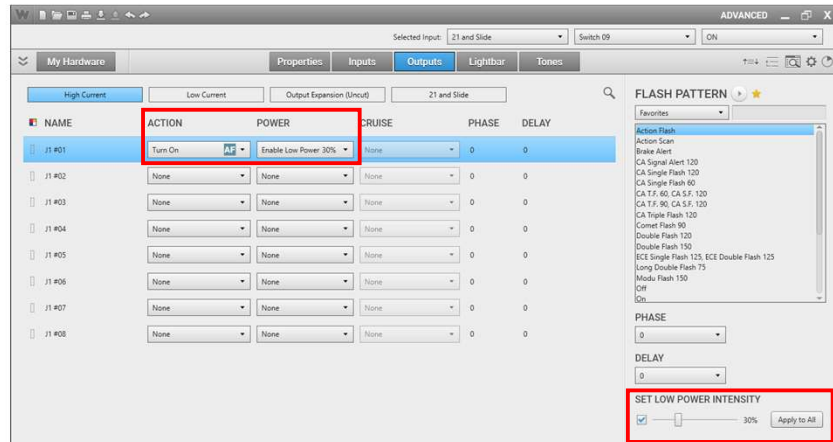 W ADVANCED X
Selected Input: 21 and Slide Switch 09 ON
My Hardware Properties Inputs Outputs Lightbar Tones
High Current Low Current Output Expansion (Uncut) 21 and Slide
NAME ACTION POWER CRUISE PHASE DELAY
J1 #01 Turn On AF Enable Low Power 30% None 0 0
J1 #02 None None None 0 0
J1 #03 None None None 0 0
J1 #04 None None None 0 0
J1 #05 None None None 0 0
J1 #06 None None None 0 0
J1 #07 None None None 0 0
J1 #08 None None None 0 0
FLASH PATTERN
Favorites
Action Flash
Action Scan
Brake Alert
CA Signal Alert 120
CA Single Flash 120
CA Single Flash 60
CA T.F. 60, CA S.F. 120
CA T.F. 90, CA S.F. 120
CA Triple Flash 120
Comet Flash 90
Double Flash 120
Double Flash 150
ECE Single Flash 125, ECE Double Flash 125
Long Double Flash 75
Modu Flash 150
Off
On
PHASE
0
DELAY
0
SET LOW POWER INTENSITY
30% Apply to All